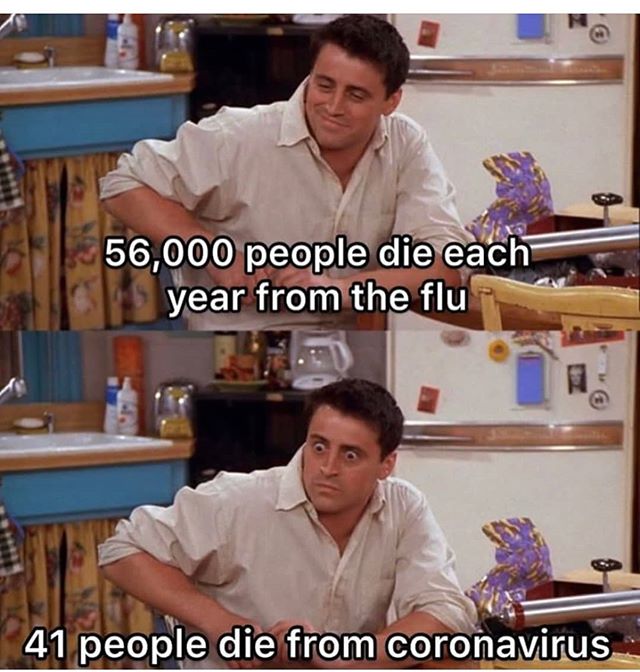 56,000 people die each
year from the flu
41 people die from coronavirus